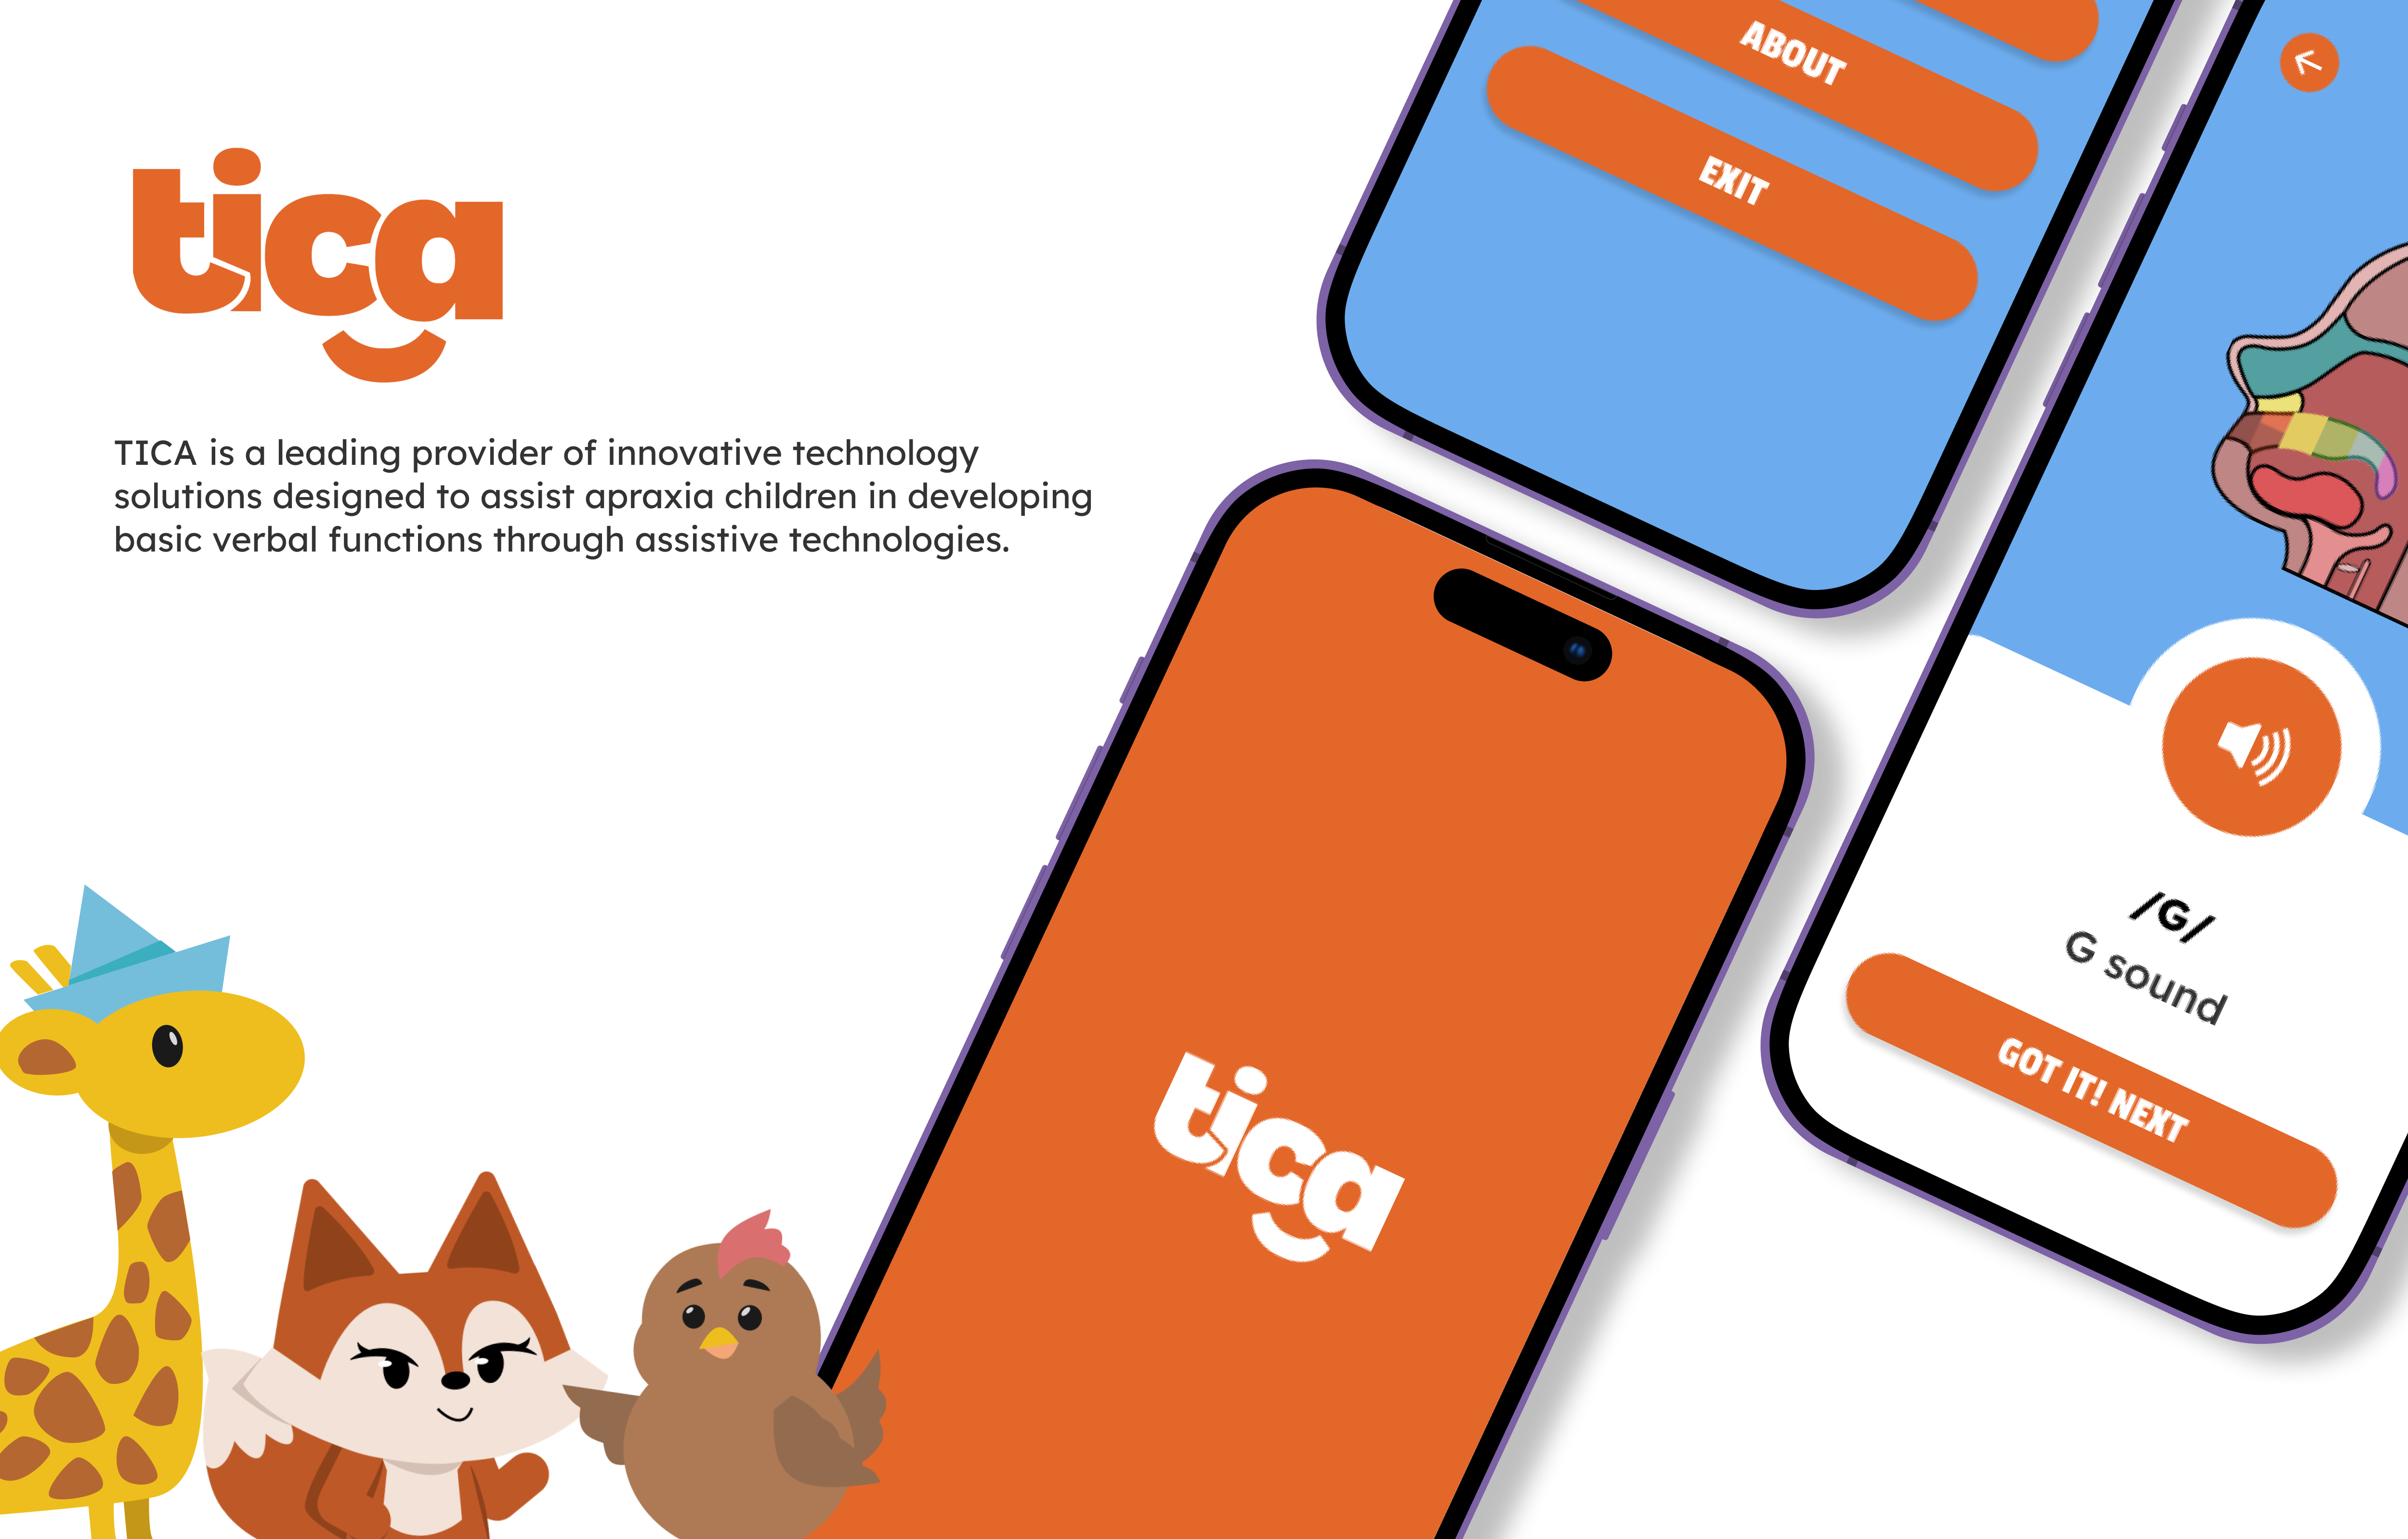 tica
TICA is a leading provider of innovative technology
solutions designed to assist apraxia children in developing
basic verbal functions through assistive technologies.
ABOUT
EXIT
tica
/G/
G sound
GOT IT! NEXT